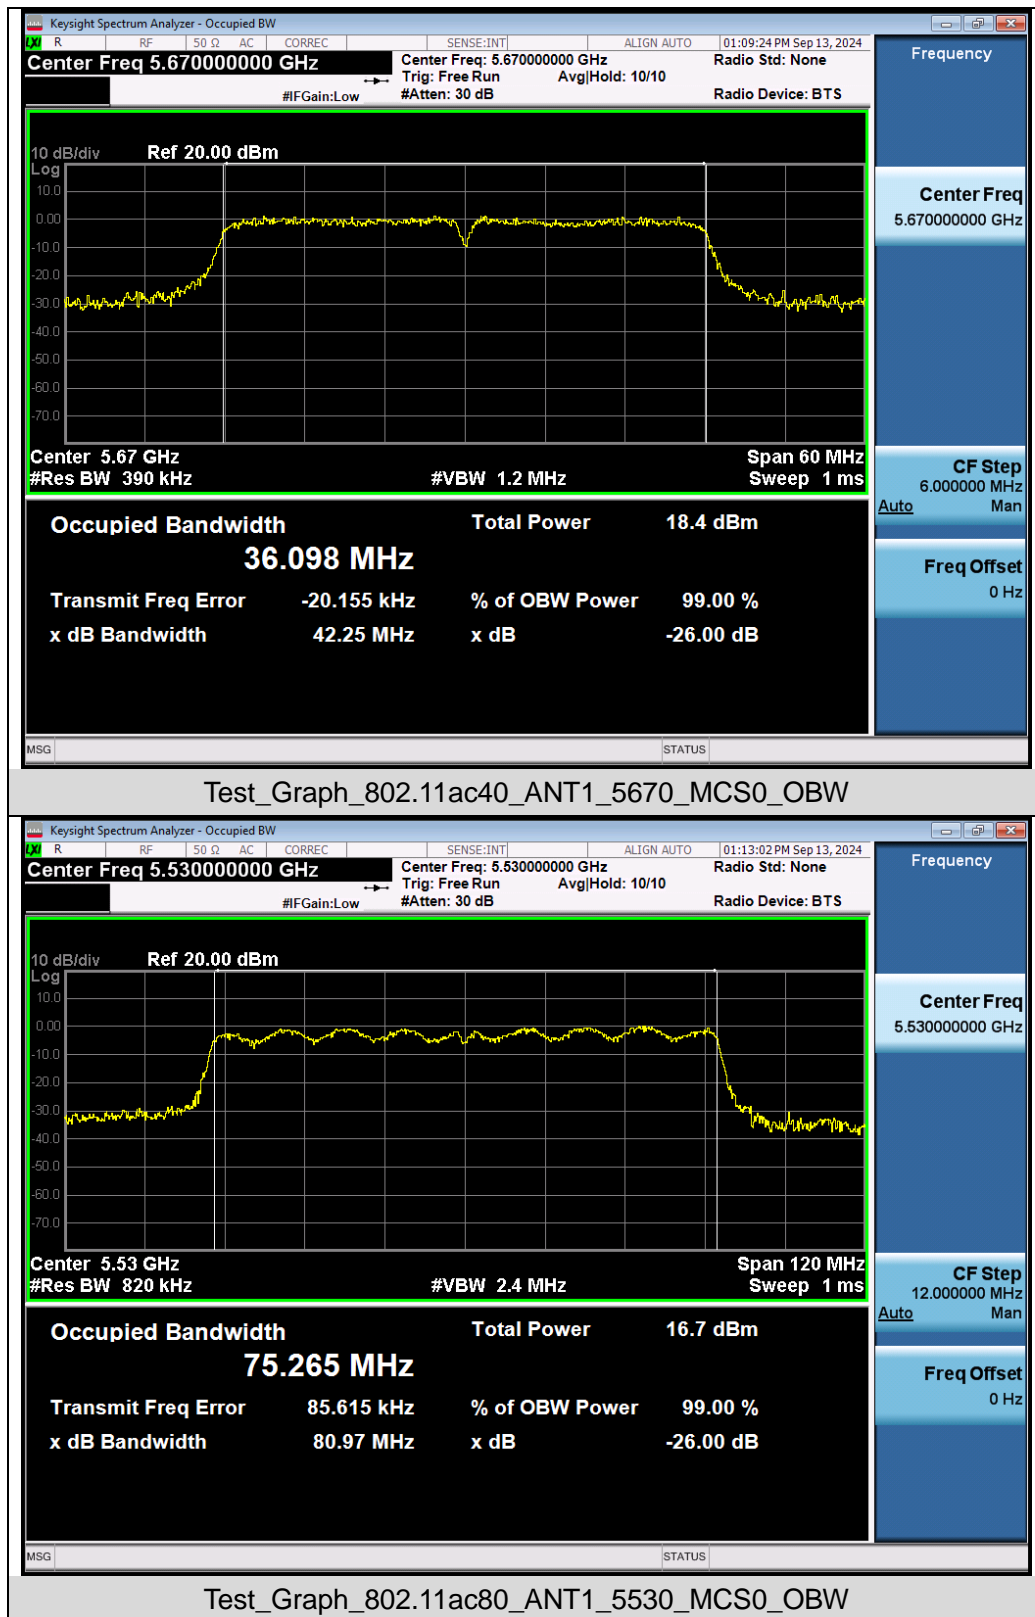 Keysight Spectrum Analyzer - Occupied BW
LXI R RF 50 Ω AC CORREC SENSE:INT ALIGN AUTO 01:09:24 PM Sep 13, 2024
Center Freq 5.670000000 GHz Center Freq: 5.670000000 GHz Radio Std: None
Trig: Free Run Avg|Hold: 10/10
#IFGain:Low #Atten: 30 dB Radio Device: BTS
10 dB/div Ref 20.00 dBm
Log
10.0
0.00
-10.0
-20.0
-30.0
-40.0
-50.0
-60.0
-70.0
Center 5.67 GHz Span 60 MHz
#Res BW 390 kHz #VBW 1.2 MHz Sweep 1 ms
Occupied Bandwidth Total Power 18.4 dBm
36.098 MHz
Transmit Freq Error -20.155 kHz % of OBW Power 99.00 %
x dB Bandwidth 42.25 MHz x dB -26.00 dB
MSG STATUS
Frequency
Center Freq
5.670000000 GHz
CF Step
6.000000 MHz
Auto Man
Freq Offset
0 Hz
Test_Graph_802.11ac40_ANT1_5670_MCS0_OBW
Keysight Spectrum Analyzer - Occupied BW
LXI R RF 50 Ω AC CORREC SENSE:INT ALIGN AUTO 01:13:02 PM Sep 13, 2024
Center Freq 5.530000000 GHz Center Freq: 5.530000000 GHz Radio Std: None
Trig: Free Run Avg|Hold: 10/10
#IFGain:Low #Atten: 30 dB Radio Device: BTS
10 dB/div Ref 20.00 dBm
Log
10.0
0.00
-10.0
-20.0
-30.0
-40.0
-50.0
-60.0
-70.0
Center 5.53 GHz Span 120 MHz
#Res BW 820 kHz #VBW 2.4 MHz Sweep 1 ms
Occupied Bandwidth Total Power 16.7 dBm
75.265 MHz
Transmit Freq Error 85.615 kHz % of OBW Power 99.00 %
x dB Bandwidth 80.97 MHz x dB -26.00 dB
MSG STATUS
Frequency
Center Freq
5.530000000 GHz
CF Step
12.000000 MHz
Auto Man
Freq Offset
0 Hz
Test_Graph_802.11ac80_ANT1_5530_MCS0_OBW